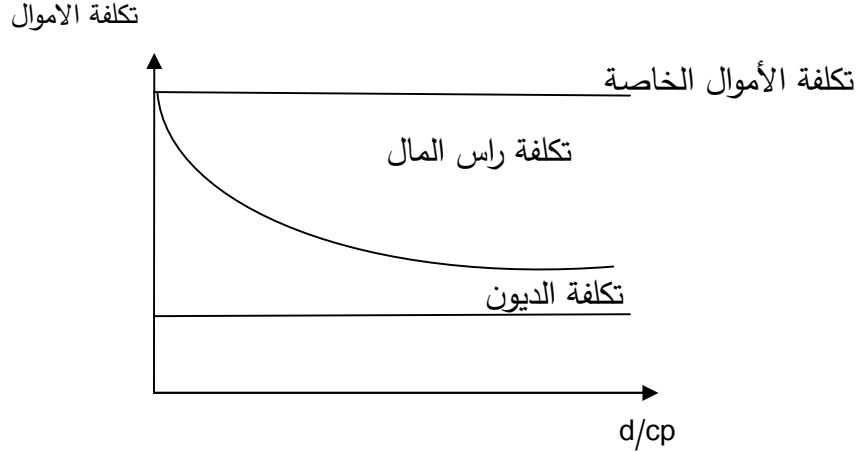 تكلفة الاموال
تكلفة الأموال الخاصة
تكلفة راس المال
تكلفة الديون
d/cp